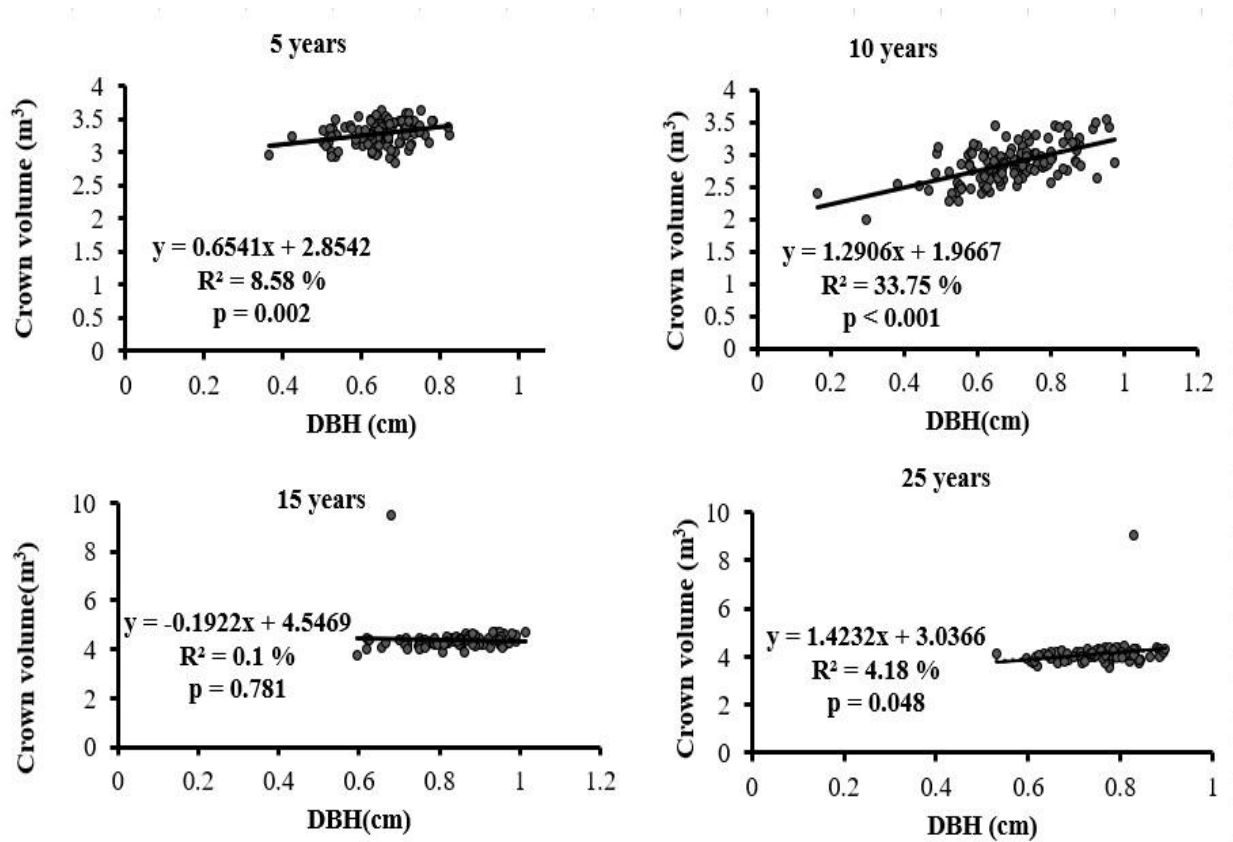 5 years
Crown volume (m³)
4
3.5
3
2.5
2
1.5
1
0.5
0
y = 0.6541x + 2.8542
R² = 8.58 %
p = 0.002
0 0.2 0.4 0.6 0.8 1
DBH (cm)
10 years
Crown volume (m³)
4
3.5
3
2.5
2
1.5
1
0.5
0
y = 1.2906x + 1.9667
R² = 33.75 %
p < 0.001
0 0.2 0.4 0.6 0.8 1 1.2
DBH(cm)
15 years
Crown volume(m³)
10
8
6
4
2
0
y = -0.1922x + 4.5469
R² = 0.1 %
p = 0.781
0 0.2 0.4 0.6 0.8 1 1.2
DBH(cm)
25 years
Crown volume (m³)
10
8
6
4
2
0
y = 1.4232x + 3.0366
R² = 4.18 %
p = 0.048
0 0.2 0.4 0.6 0.8 1
DBH (cm)